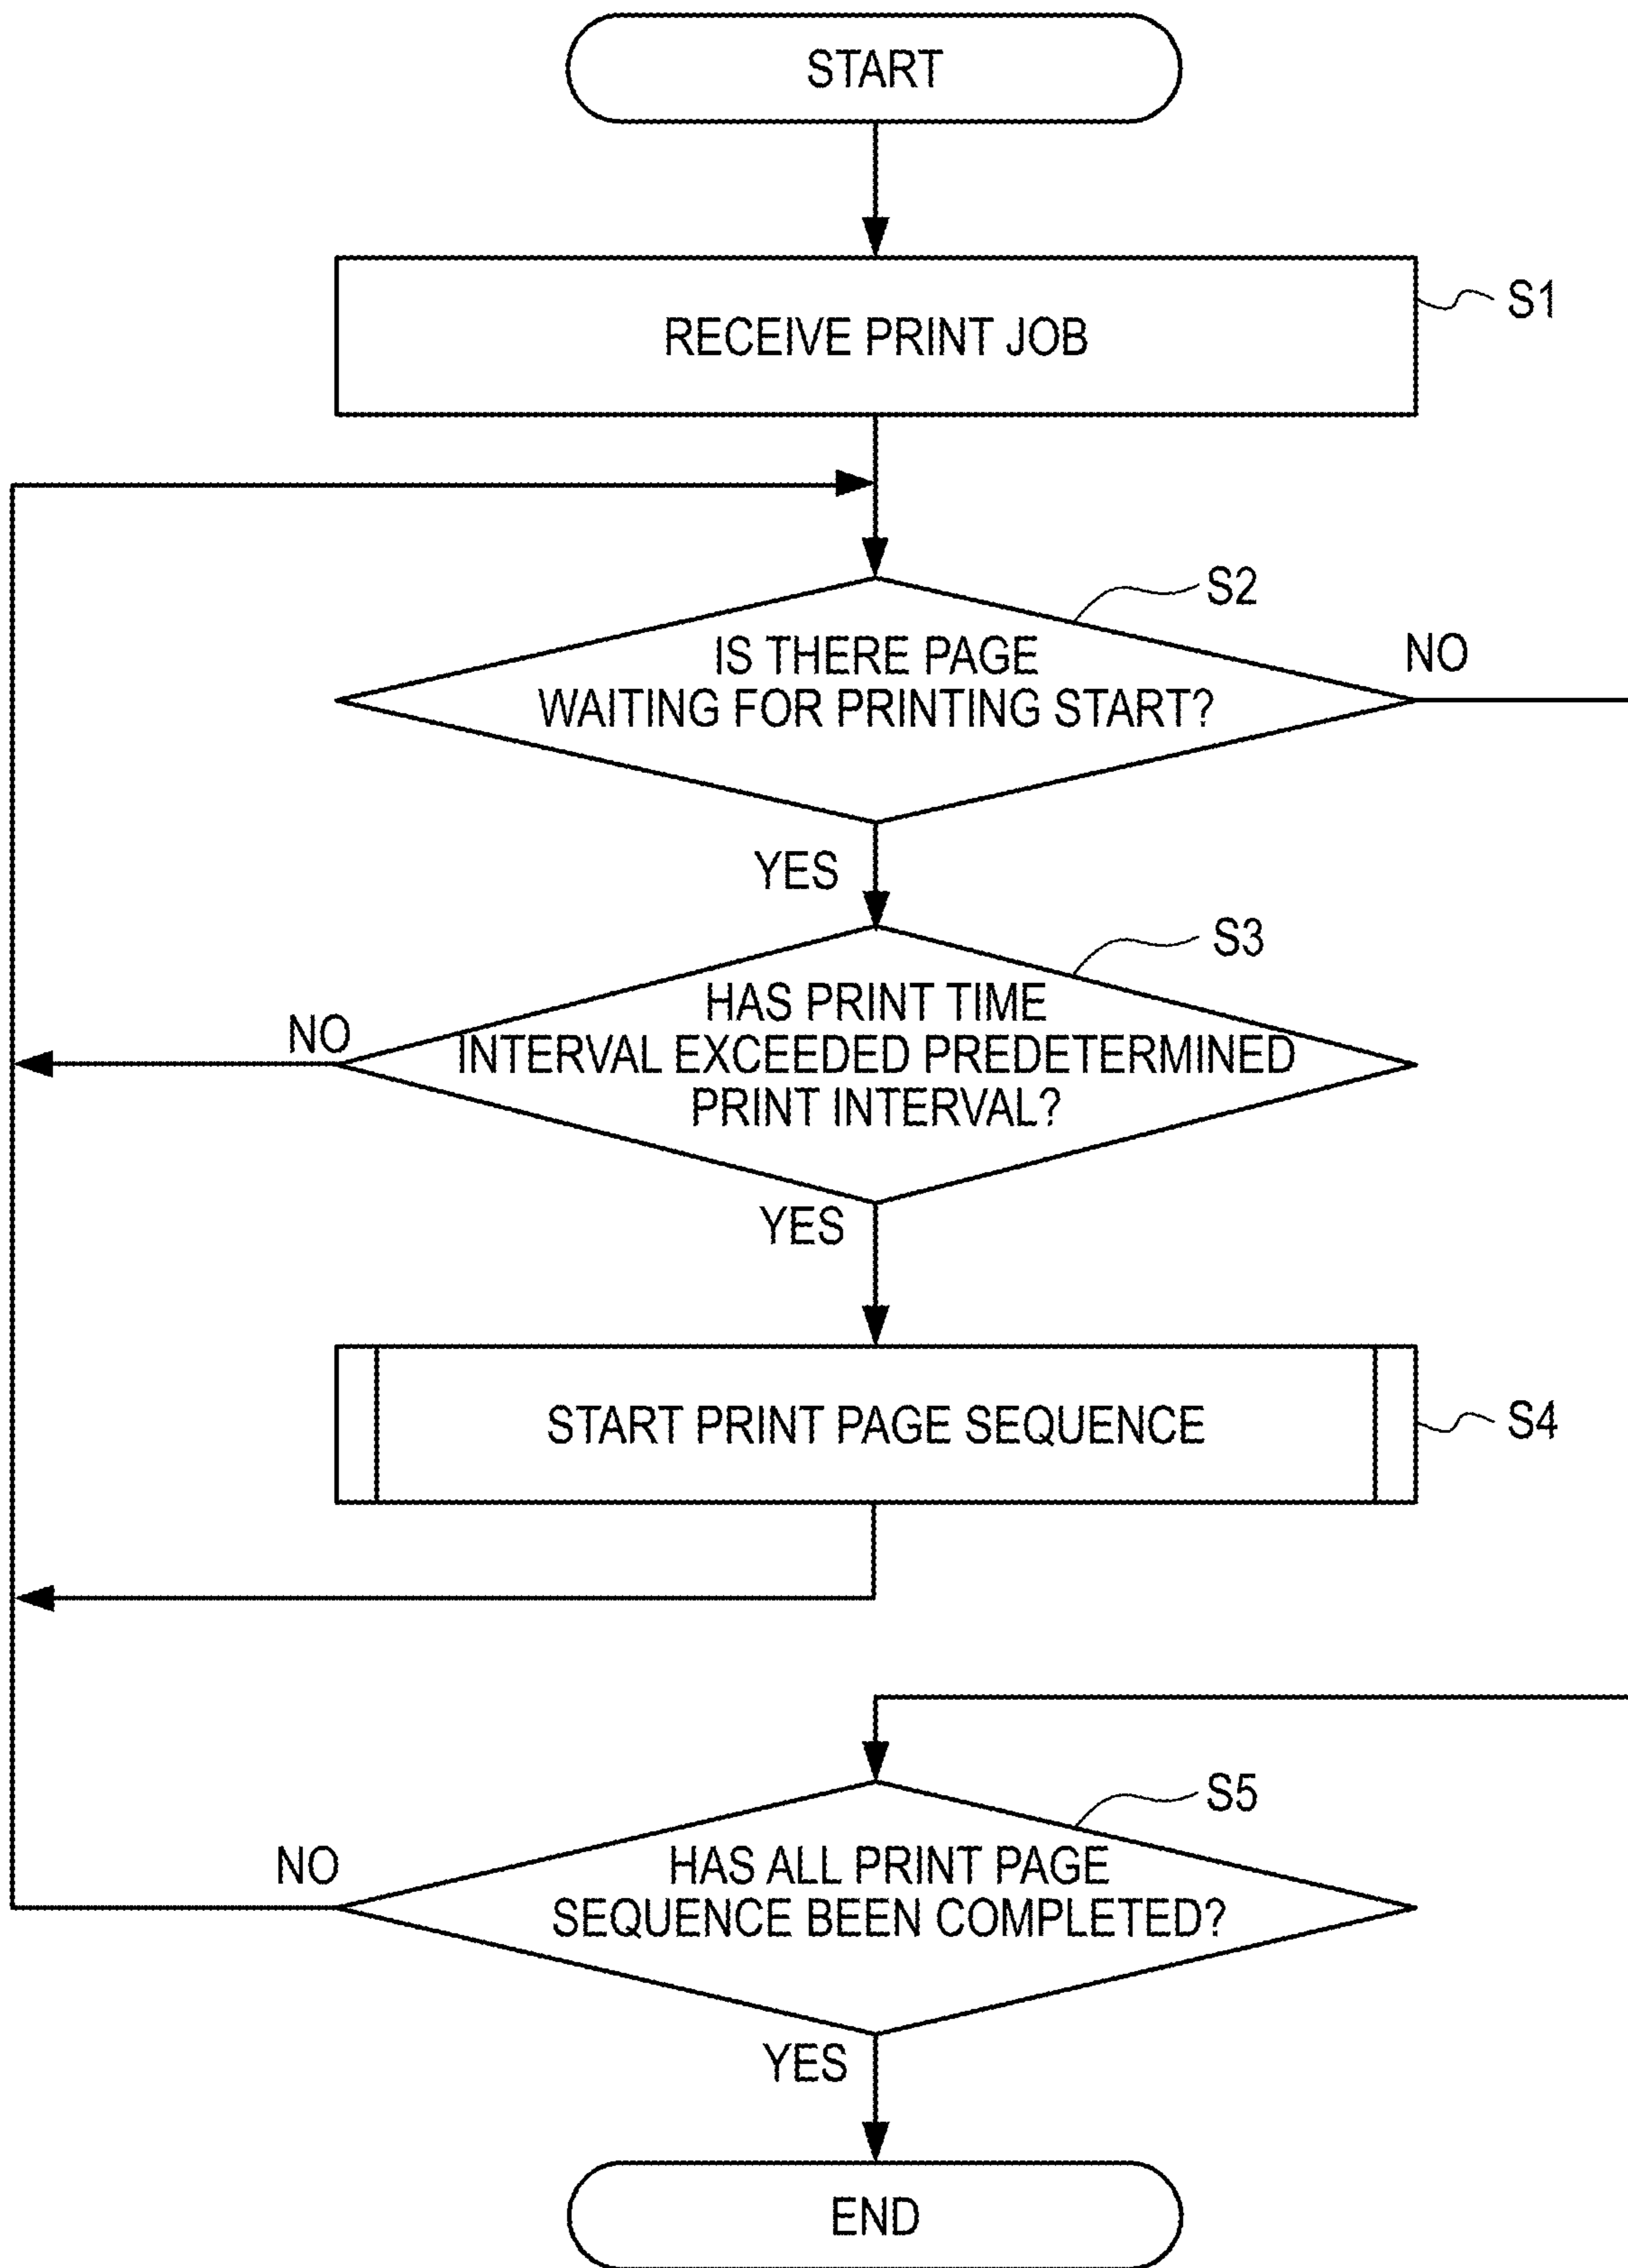 START
RECEIVE PRINT JOB
S1
S2
IS THERE PAGE
WAITING FOR PRINTING START?
NO
YES
S3
HAS PRINT TIME
INTERVAL EXCEEDED PREDETERMINED
PRINT INTERVAL?
NO
YES
START PRINT PAGE SEQUENCE
S4
S5
HAS ALL PRINT PAGE
SEQUENCE BEEN COMPLETED?
NO
YES
END